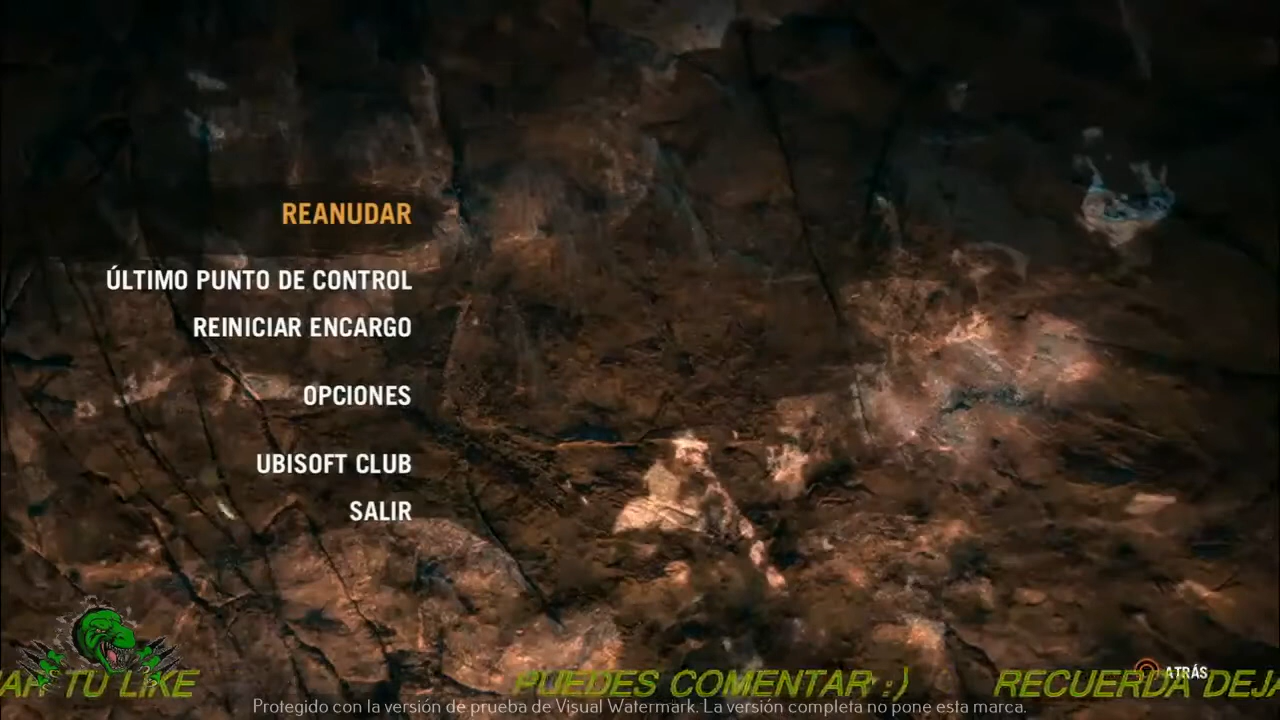 REANUDAR
ÚLTIMO PUNTO DE CONTROL
REINICIAR ENCARGO
OPCIONES
UBISOFT CLUB
SALIR
ATRÁS
TU LIKE PUEDES COMENTAR :) RECUERDA
Protegido con la versión de prueba de Visual Watermark. La versión completa no pone esta marca.